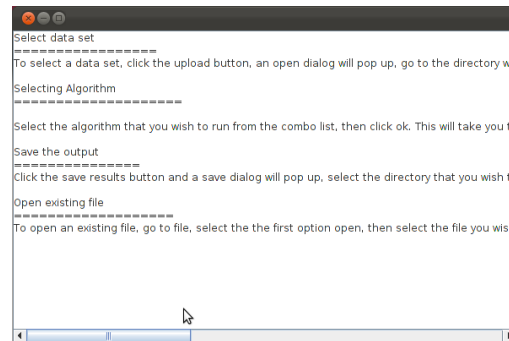 Select data set
=================
To select a data set, click the upload button, an open dialog will pop up, go to the directory
Selecting Algorithm
====================
Select the algorithm that you wish to run from the combo list, then click ok. This will take you
Save the output
===============
Click the save results button and a save dialog will pop up, select the directory that you wish
Open existing file
===================
To open an existing file, go to file, select the the first option open, then select the file you